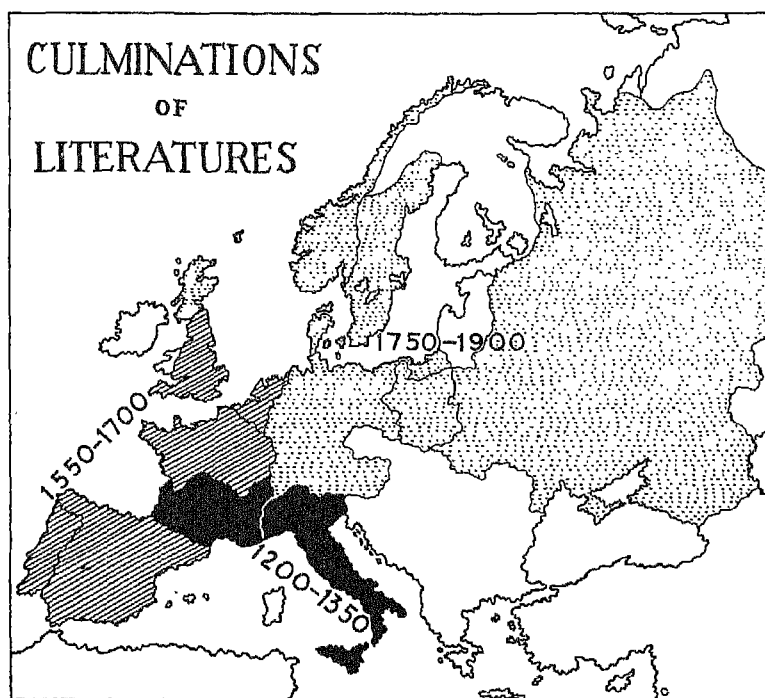 CULMINATIONS
OF
LITERATURES
1750-1900
1550-1700
1200-1350